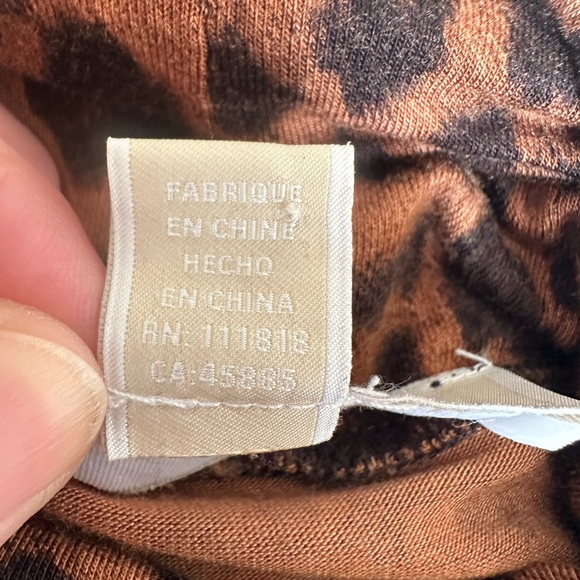 FABRIQUE
EN CHINE
HECHO
EN CHINA
RN: 111818
CA:45885